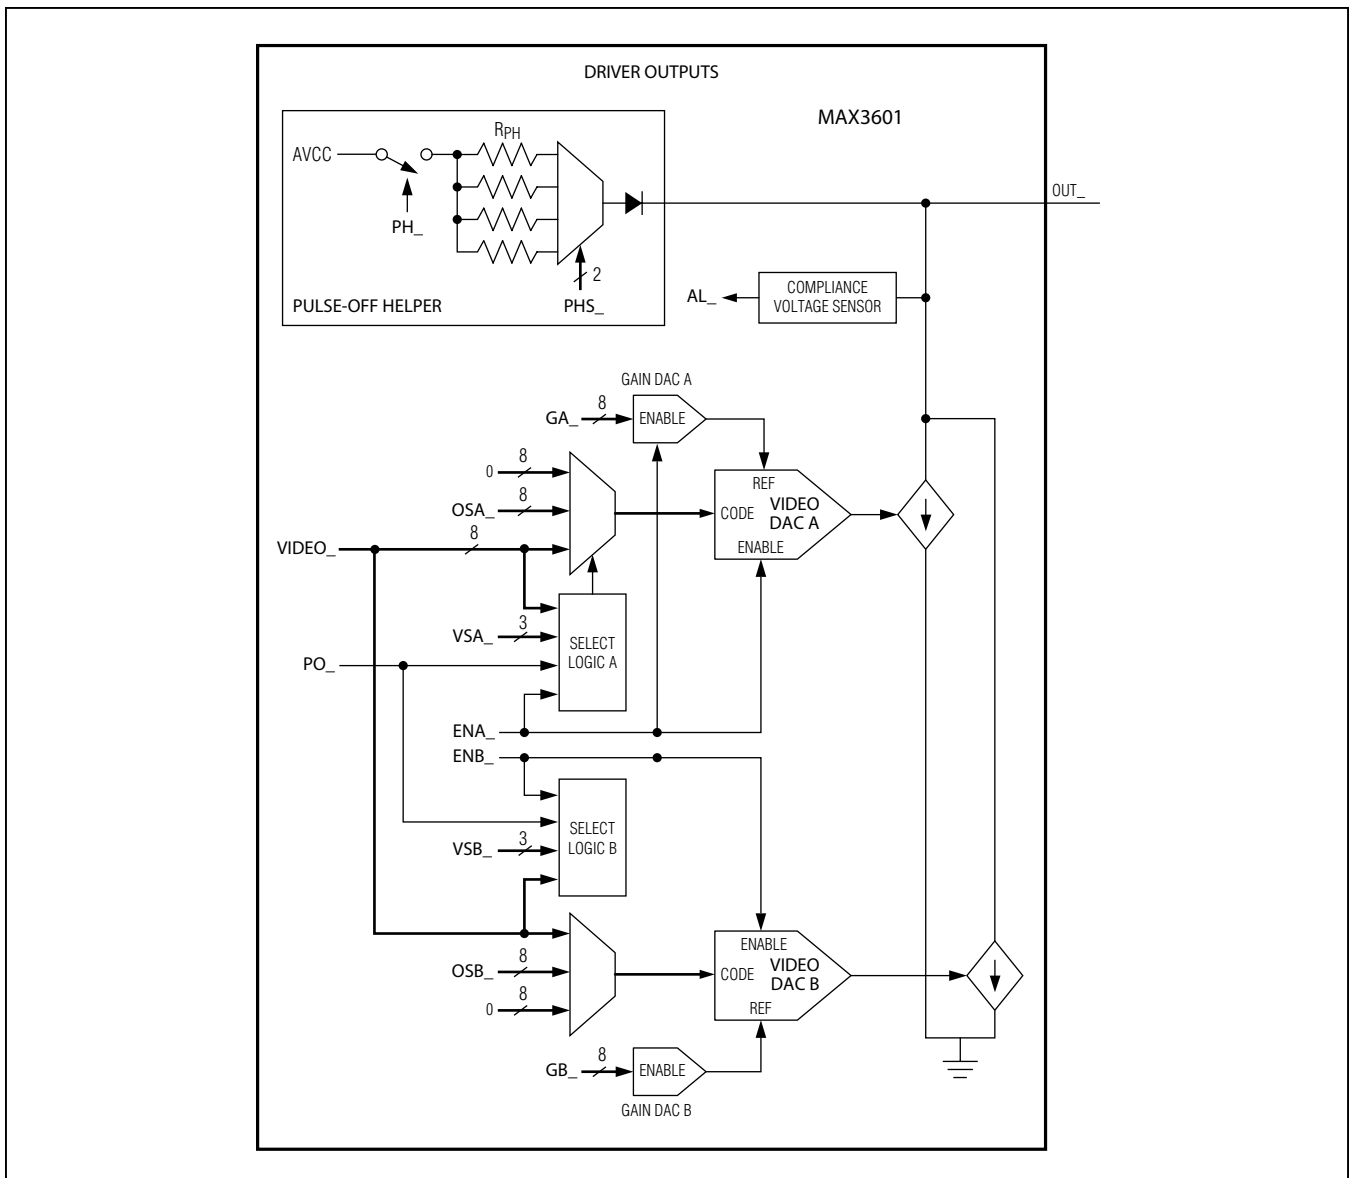 DRIVER OUTPUTS
MAX3601
RPH
AVCC
PH_
2
PULSE-OFF HELPER
PHS_
OUT_
AL_
COMPLIANCE
VOLTAGE SENSOR
GAIN DAC A
GA_
8
ENABLE
0
8
OSA_
8
VIDEO_
8
REF
CODE
VIDEO
DAC A
ENABLE
VSA_
3
SELECT
LOGIC A
PO_
ENA_
ENB_
SELECT
LOGIC B
VSB_
3
ENABLE
CODE
VIDEO
DAC B
REF
OSB_
8
0
8
GB_
8
ENABLE
GAIN DAC B